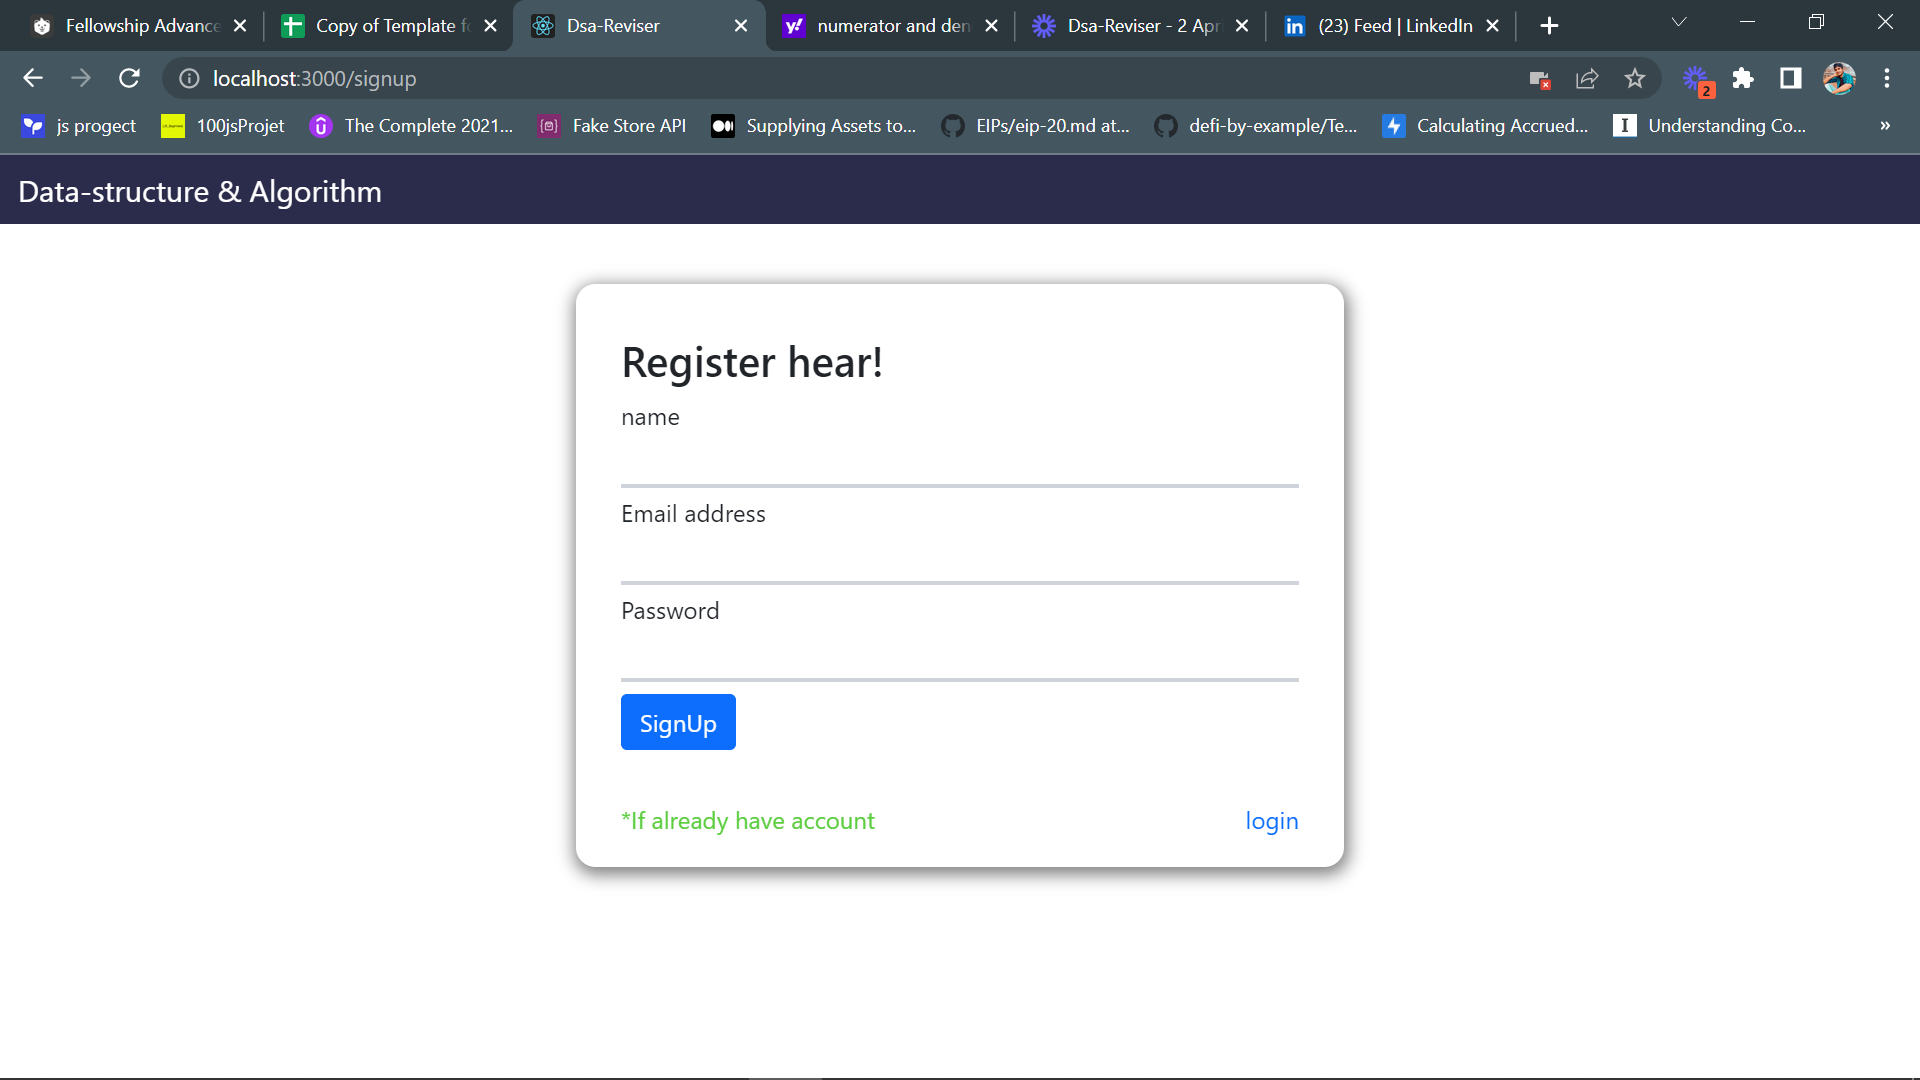 Fellowship Advance
Copy of Template fo
Dsa-Reviser
numerator and den
Dsa-Reviser - 2 Apri
(23) Feed | LinkedIn
localhost:3000/signup
2
js progect
100jsProjet
The Complete 2021...
Fake Store API
Supplying Assets to...
EIPs/eip-20.md at...
defi-by-example/Te...
Calculating Accrued...
Understanding Co...
»
Data-structure & Algorithm
Register hear!
name
Email address
Password
SignUp
*If already have account
login